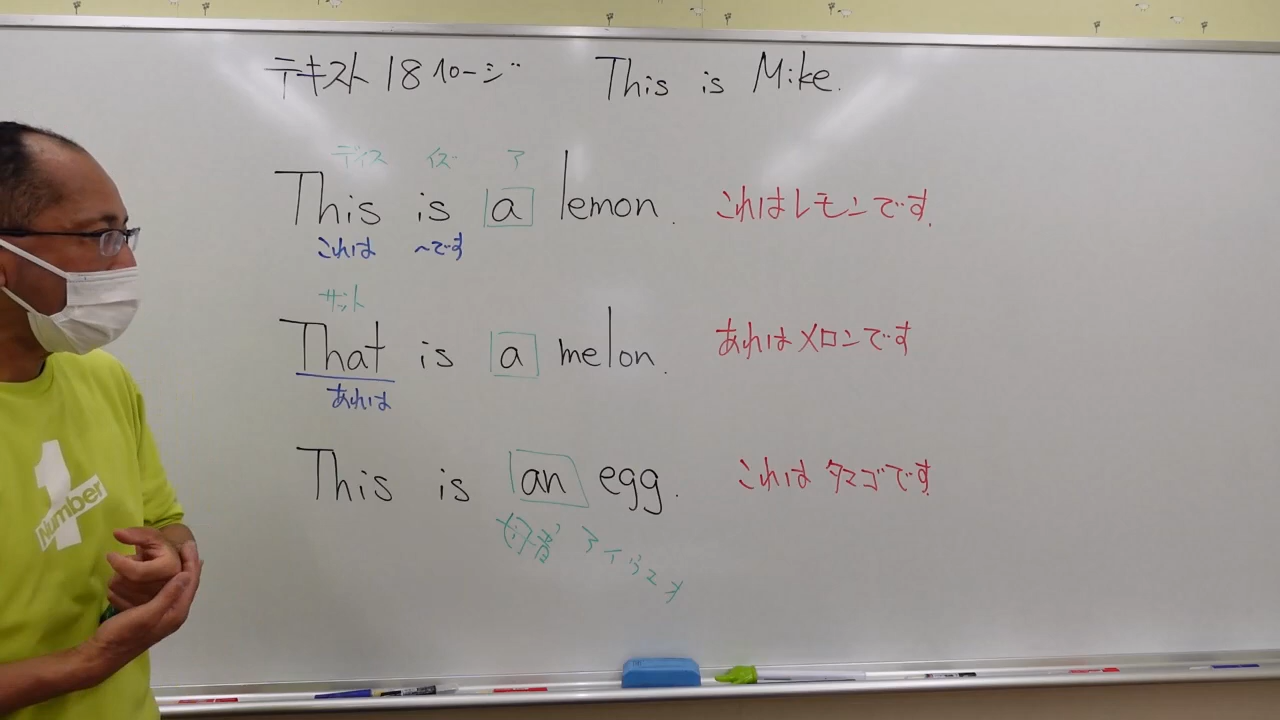 テキスト 18ページ This is Mike.
ディス イズ ア
This is a lemon. これはレモンです.
これは 〜です
ザット
That is a melon. あれはメロンです
あれは
This is an egg. これは タマゴです.
母音 アイウエオ
1
Number